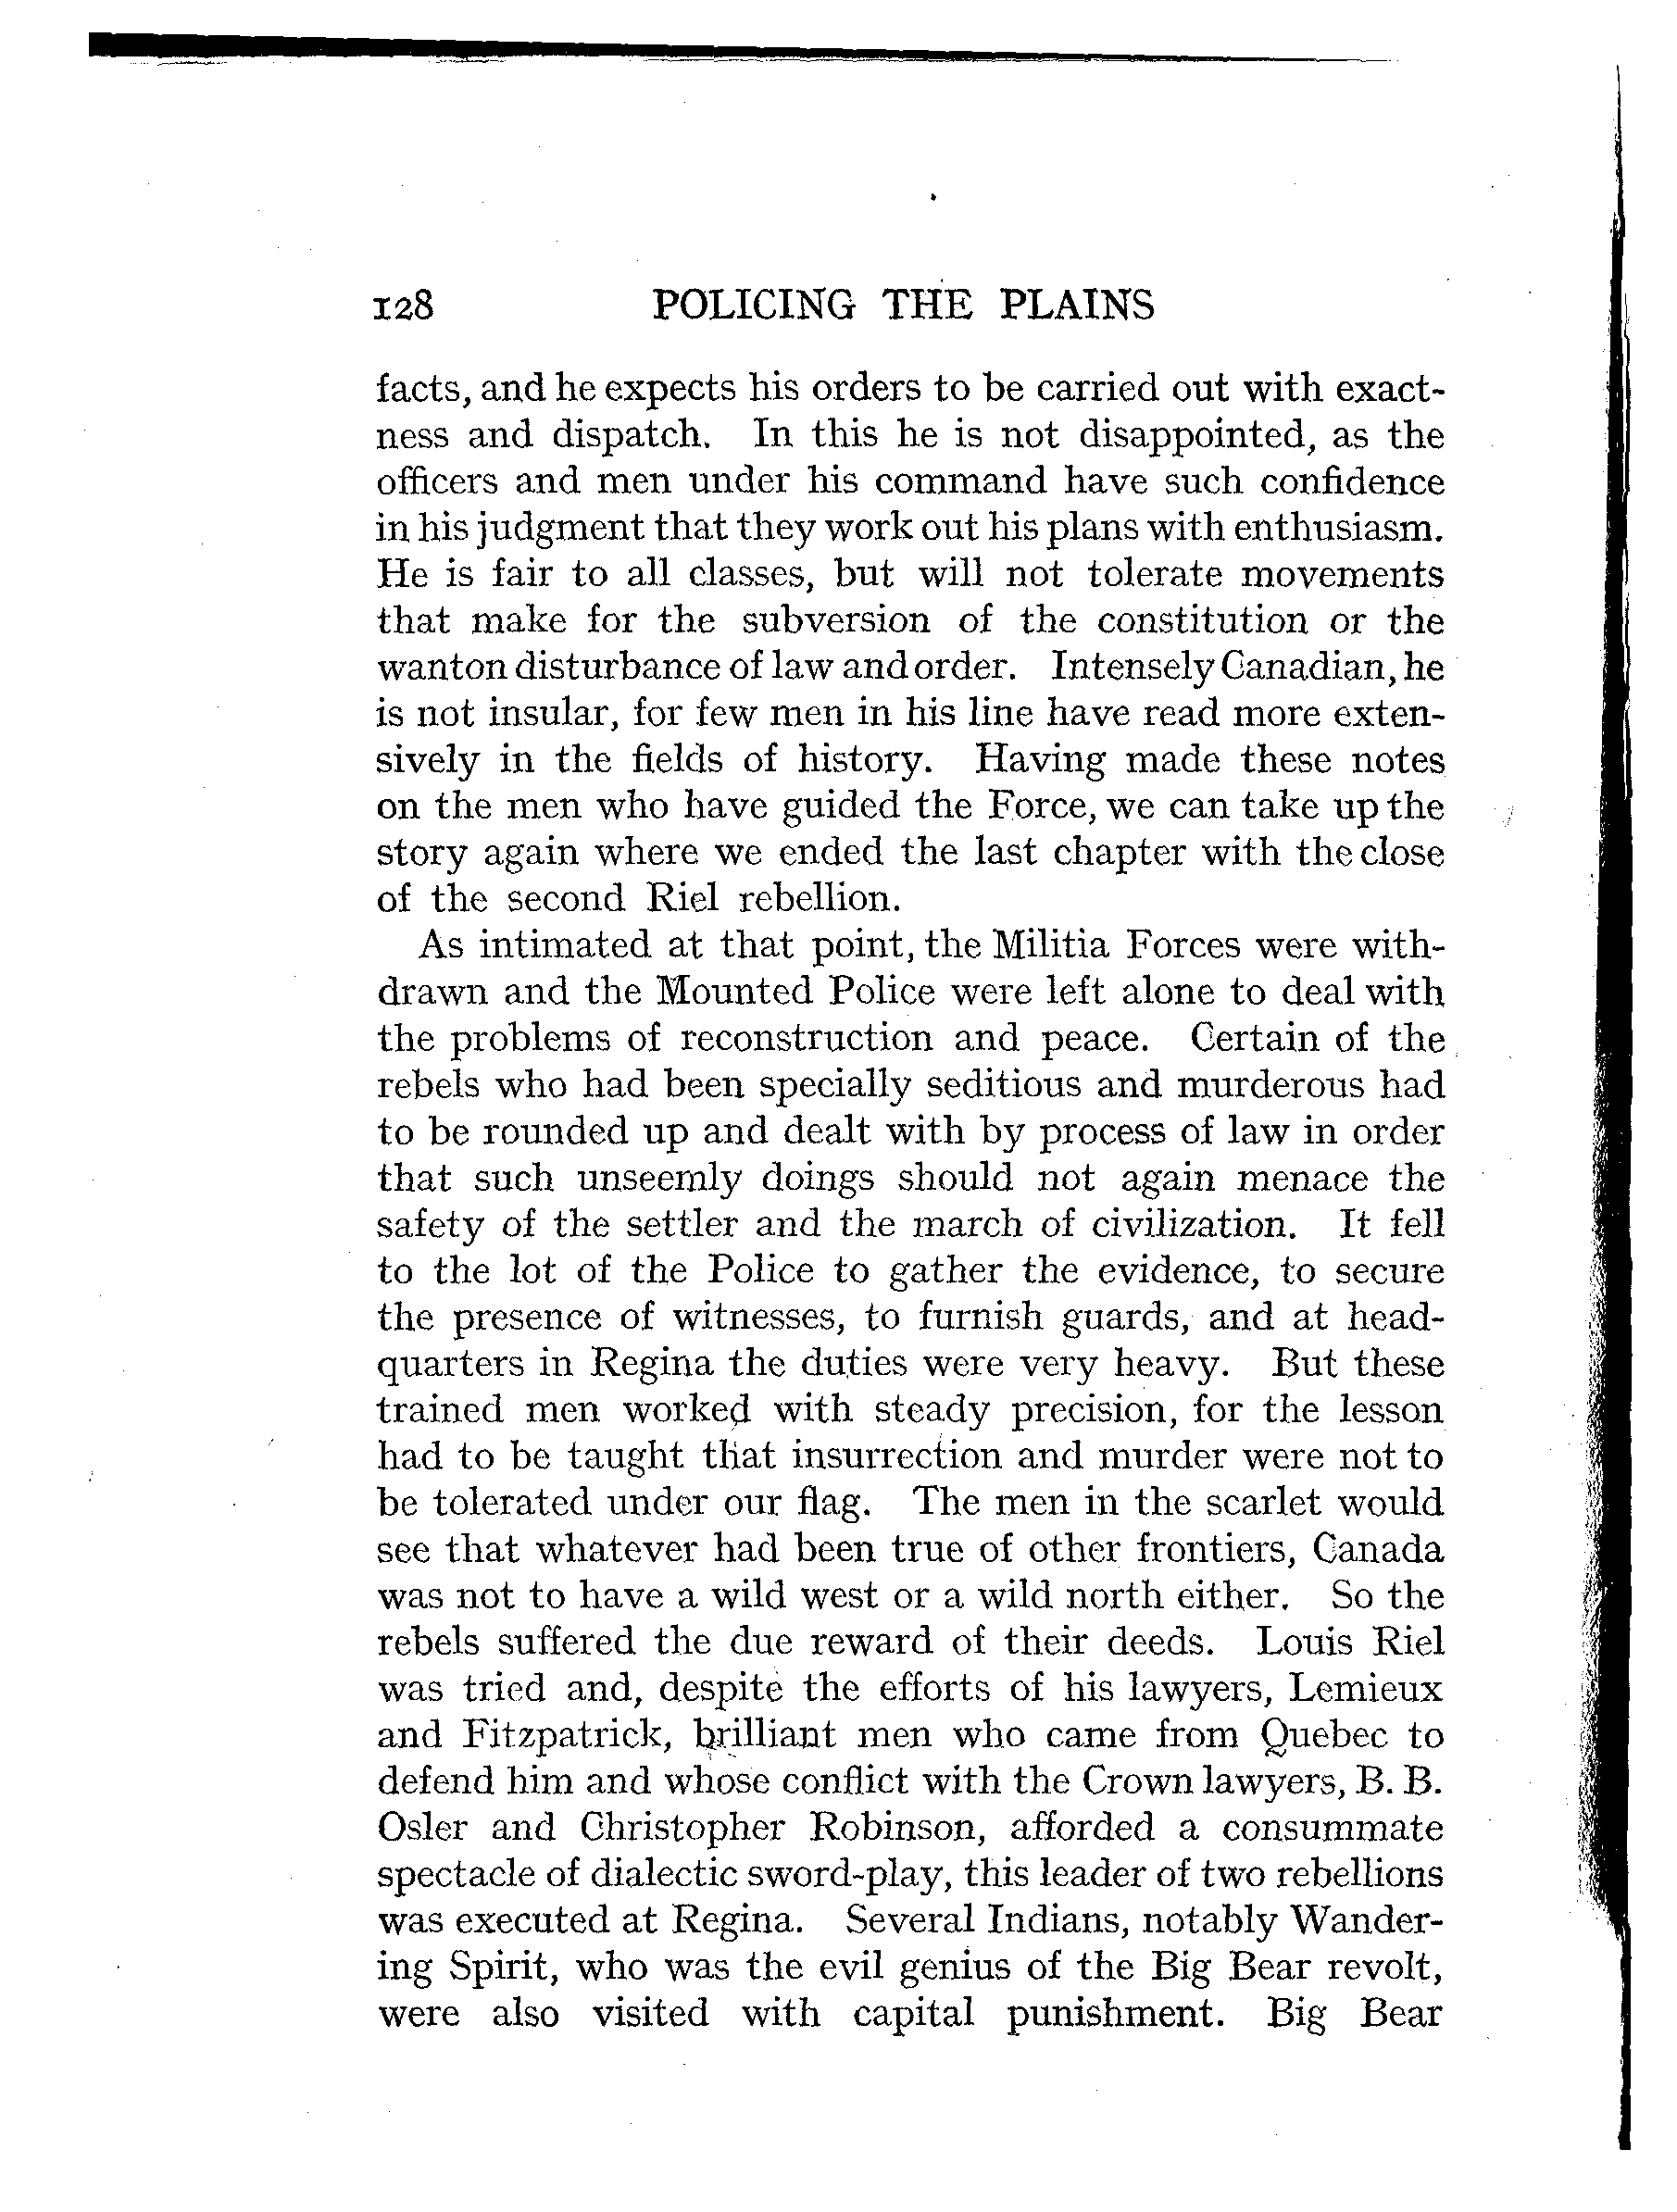 128 POLICING THE PLAINS
facts, and he expects his orders to be carried out with exact-
ness and dispatch. In this he is not disappointed, as the
officers and men under his command have such confidence
in his judgment that they work out his plans with enthusiasm.
He is fair to all classes, but will not tolerate movements
that make for the subversion of the constitution or the
wanton disturbance of law and order. Intensely Canadian, he
is not insular, for few men in his line have read more exten-
sively in the fields of history. Having made these notes
on the men who have guided the Force, we can take up the
story again where we ended the last chapter with the close
of the second Riel rebellion.
As intimated at that point, the Militia Forces were with-
drawn and the Mounted Police were left alone to deal with
the problems of reconstruction and peace. Certain of the
rebels who had been specially seditious and murderous had
to be rounded up and dealt with by process of law in order
that such unseemly doings should not again menace the
safety of the settler and the march of civilization. It fell
to the lot of the Police to gather the evidence, to secure
the presence of witnesses, to furnish guards, and at head-
quarters in Regina the duties were very heavy. But these
trained men worked with steady precision, for the lesson
had to be taught that insurrection and murder were not to
be tolerated under our flag. The men in the scarlet would
see that whatever had been true of other frontiers, Canada
was not to have a wild west or a wild north either. So the
rebels suffered the due reward of their deeds. Louis Riel
was tried and, despite the efforts of his lawyers, Lemieux
and Fitzpatrick, brilliant men who came from Quebec to
defend him and whose conflict with the Crown lawyers, B. B.
Osler and Christopher Robinson, afforded a consummate
spectacle of dialectic sword-play, this leader of two rebellions
was executed at Regina. Several Indians, notably Wander-
ing Spirit, who was the evil genius of the Big Bear revolt,
were also visited with capital punishment. Big Bear